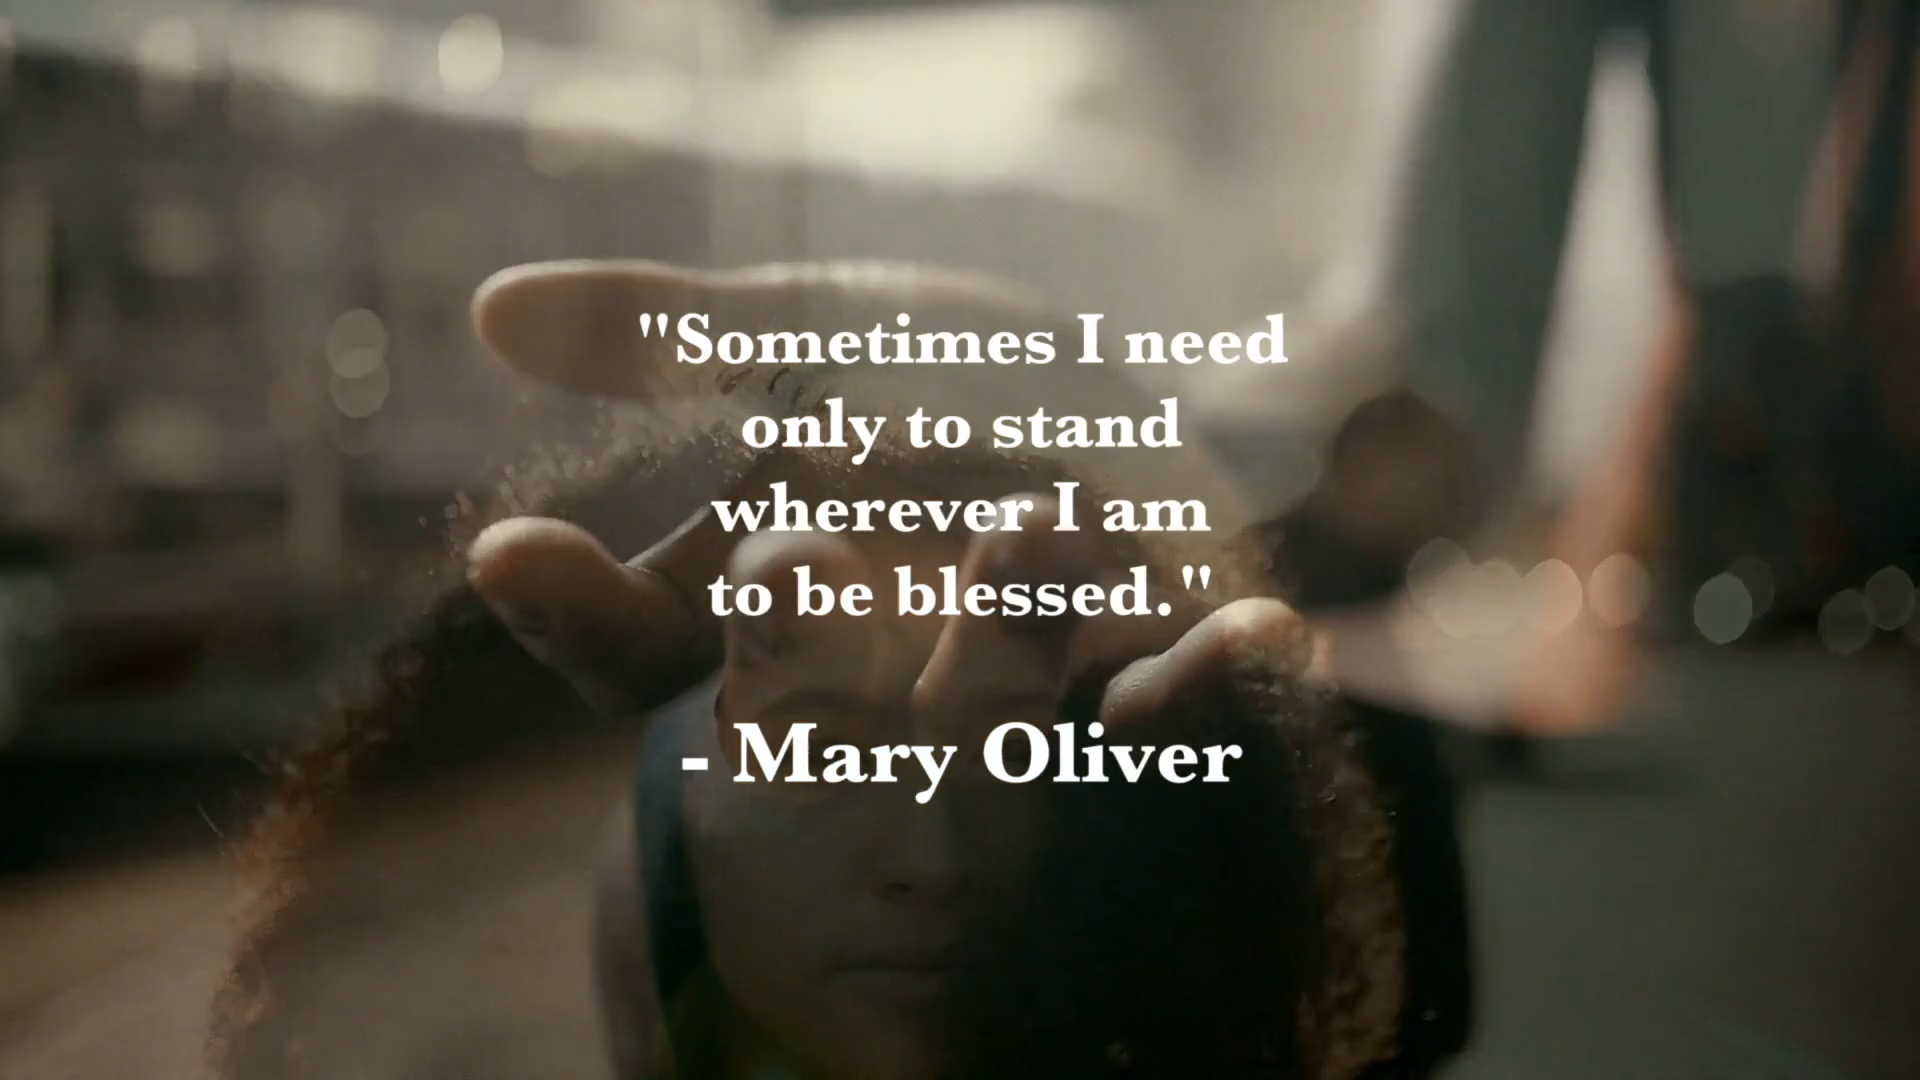 "Sometimes I need
only to stand
wherever I am
to be blessed."
- Mary Oliver